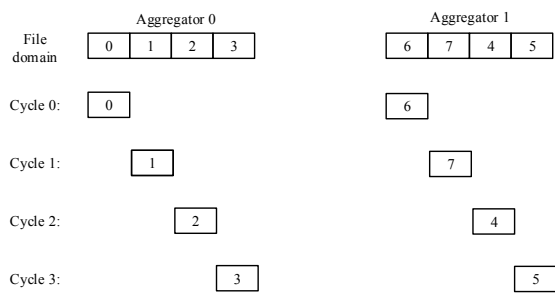 Aggregator 0 Aggregator 1
File domain 0 1 2 3 6 7 4 5
Cycle 0: 0 6
Cycle 1: 1 7
Cycle 2: 2 4
Cycle 3: 3 5